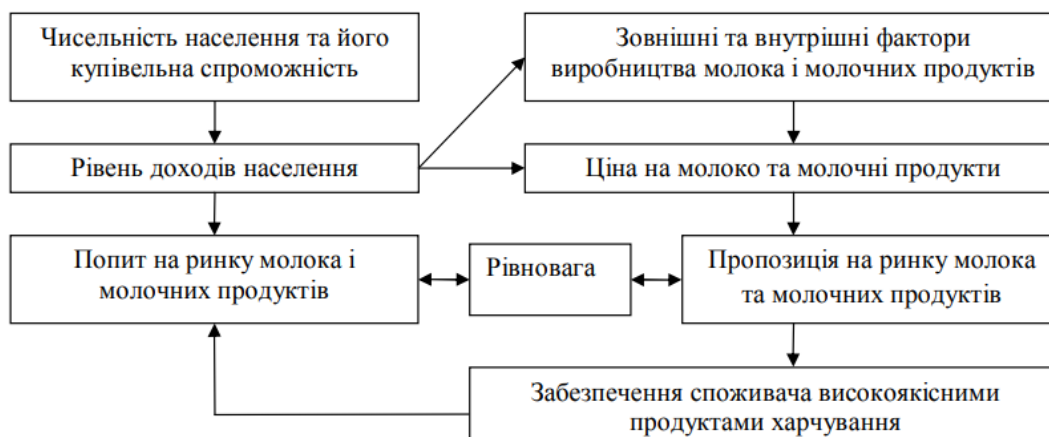 Чисельність населення та його
купівельна спроможність
Зовнішні та внутрішні фактори
виробництва молока і молочних продуктів
Рівень доходів населення
Ціна на молоко та молочні продукти
Попит на ринку молока і
молочних продуктів
Рівновага
Пропозиція на ринку молока
та молочних продуктів
Забезпечення споживача високоякісними
продуктами харчування